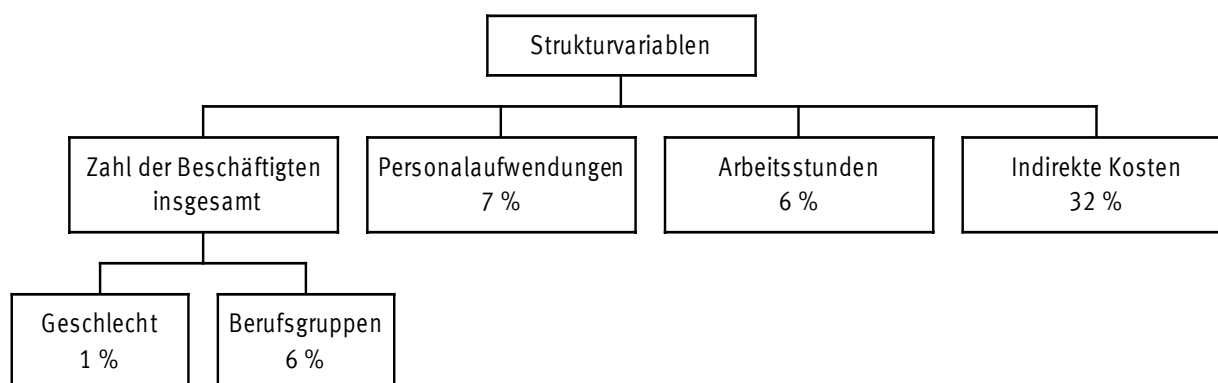 Strukturvariablen
Zahl der Beschäftigten
insgesamt
Personalaufwendungen
7 %
Arbeitsstunden
6 %
Indirekte Kosten
32 %
Geschlecht
1 %
Berufsgruppen
6 %